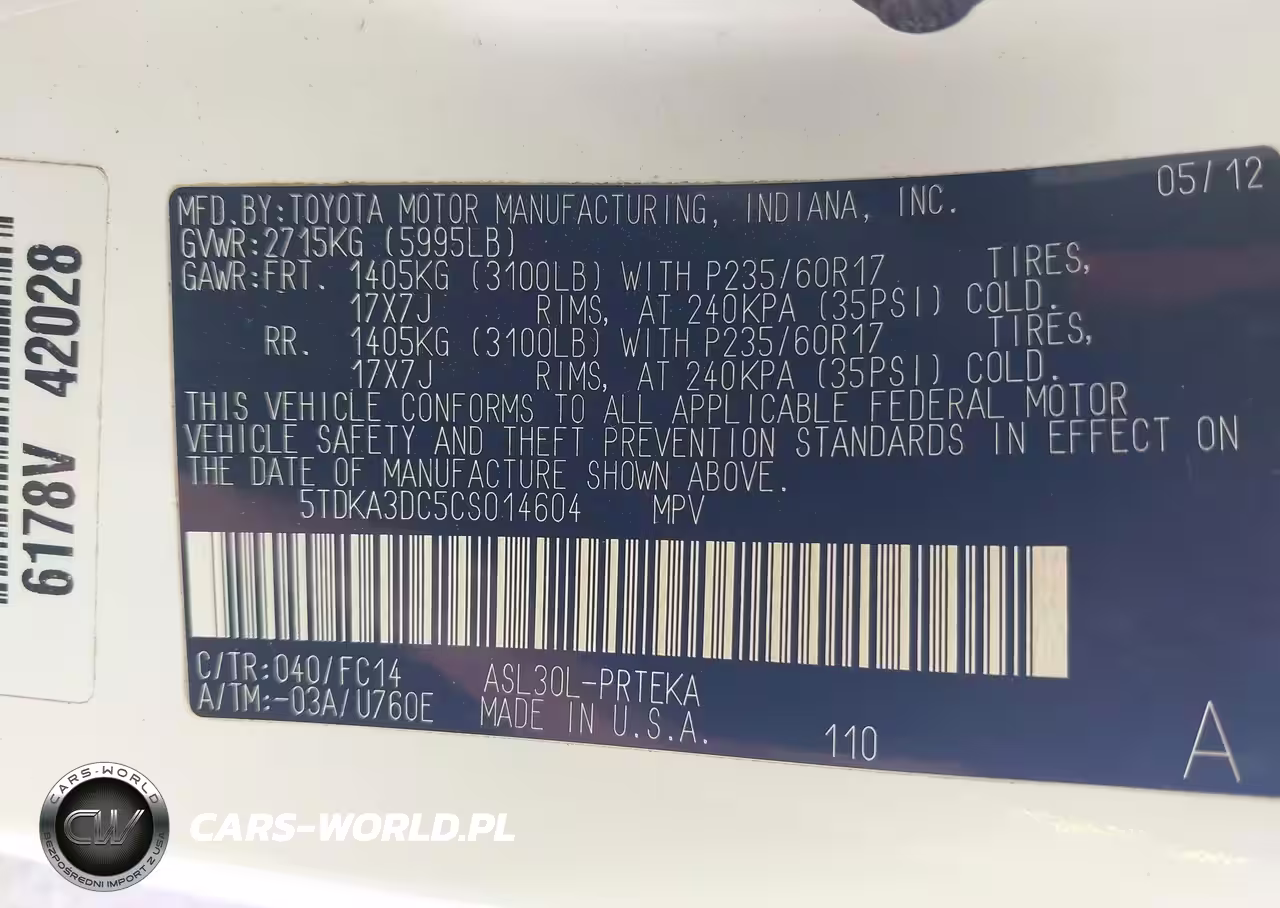 05/12
MFD.BY:TOYOTA MOTOR MANUFACTURING, INDIANA, INC.
GVWR:2715KG (5995LB)
GAWR:FRT. 1405KG (3100LB) WITH P235/60R17 TIRES,
17X7J RIMS, AT 240KPA (35PSI) COLD.
RR. 1405KG (3100LB) WITH P235/60R17 TIRES,
17X7J RIMS, AT 240KPA (35PSI) COLD.
THIS VEHICLE CONFORMS TO ALL APPLICABLE FEDERAL MOTOR
VEHICLE SAFETY AND THEFT PREVENTION STANDARDS IN EFFECT ON
THE DATE OF MANUFACTURE SHOWN ABOVE.
5TDKA3DC5CS014604 MPV
C/TR:040/FC14 ASL30L-PRTEKA
A/TM:-03A/U760E MADE IN U.S.A.
110
A
6178V 42028
CARS-WORLD
CW
BEZPOŚREDNI IMPORT Z USA
CARS-WORLD.PL